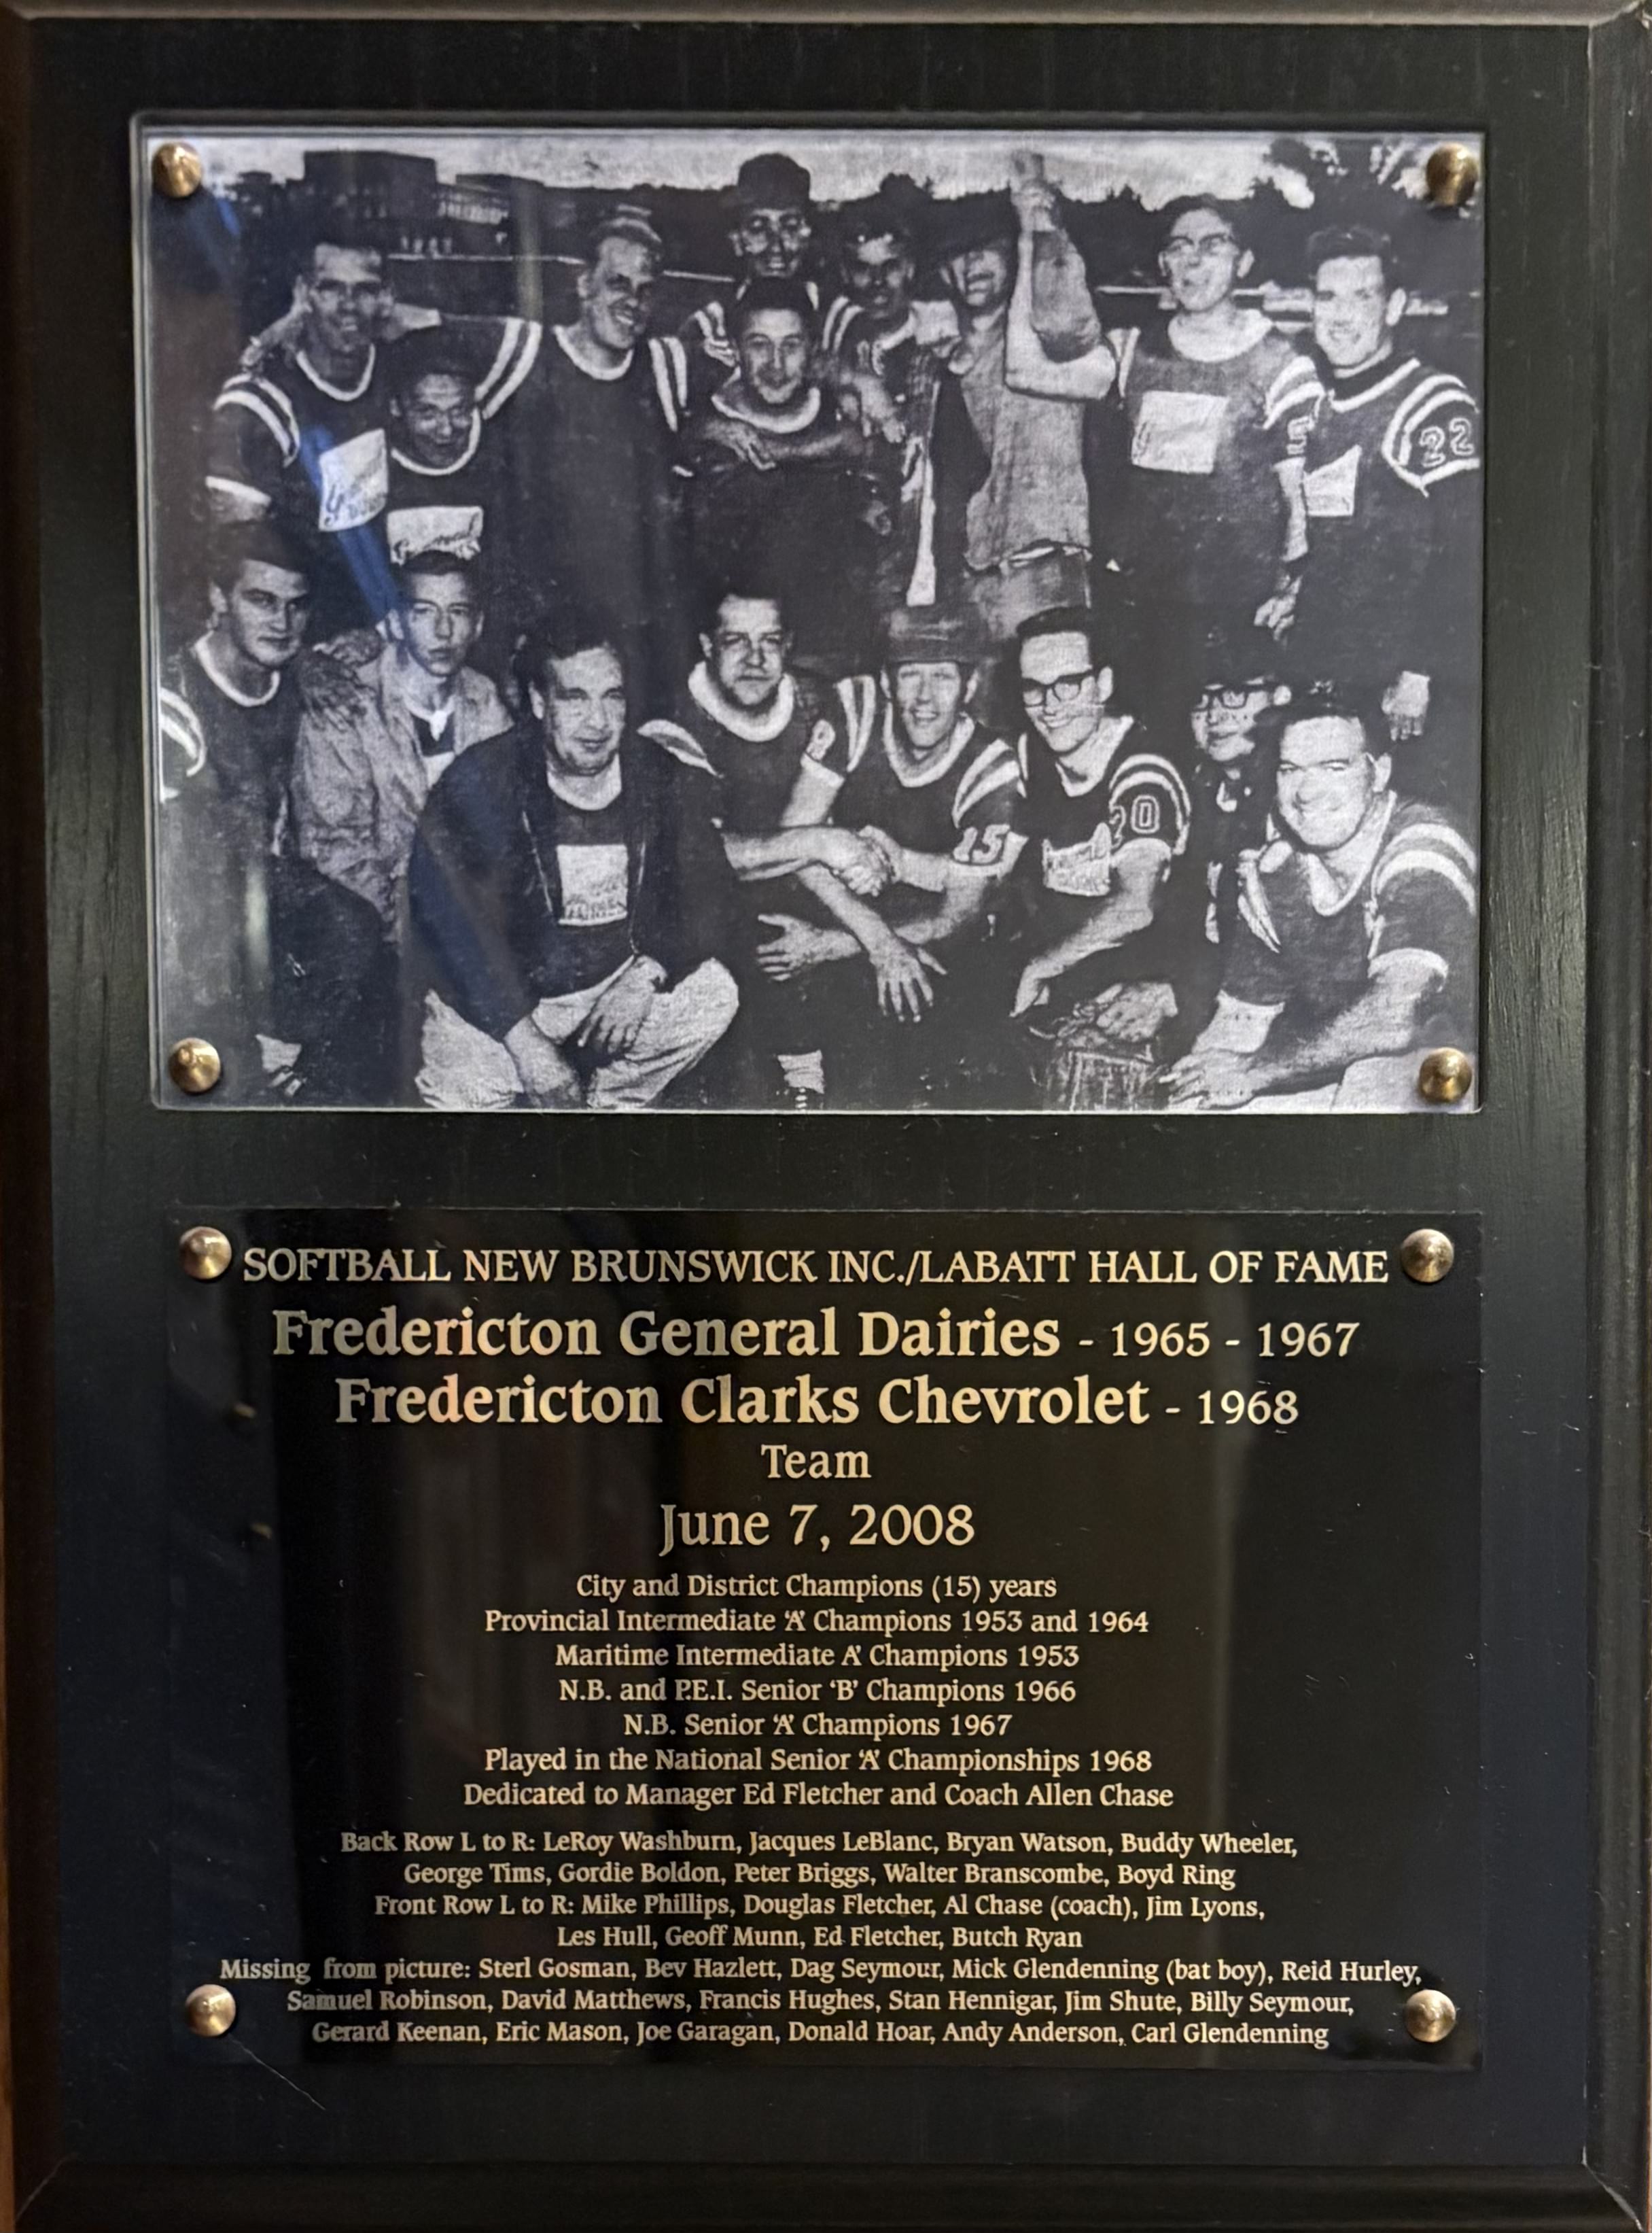 22
15
20
SOFTBALL NEW BRUNSWICK INC./LABATT HALL OF FAME
Fredericton General Dairies - 1965 - 1967
Fredericton Clarks Chevrolet - 1968
Team
June 7, 2008
City and District Champions (15) years
Provincial Intermediate ‘A’ Champions 1953 and 1964
Maritime Intermediate A’ Champions 1953
N.B. and P.E.I. Senior ‘B’ Champions 1966
N.B. Senior ‘A’ Champions 1967
Played in the National Senior ‘A’ Championships 1968
Dedicated to Manager Ed Fletcher and Coach Allen Chase
Back Row L to R: LeRoy Washburn, Jacques LeBlanc, Bryan Watson, Buddy Wheeler,
George Tims, Gordie Boldon, Peter Briggs, Walter Branscombe, Boyd Ring
Front Row L to R: Mike Phillips, Douglas Fletcher, Al Chase (coach), Jim Lyons,
Les Hull, Geoff Munn, Ed Fletcher, Butch Ryan
Missing from picture: Sterl Gosman, Bev Hazlett, Dag Seymour, Mick Glendenning (bat boy), Reid Hurley,
Samuel Robinson, David Matthews, Francis Hughes, Stan Hennigar, Jim Shute, Billy Seymour,
Gerard Keenan, Eric Mason, Joe Garagan, Donald Hoar, Andy Anderson, Carl Glendenning